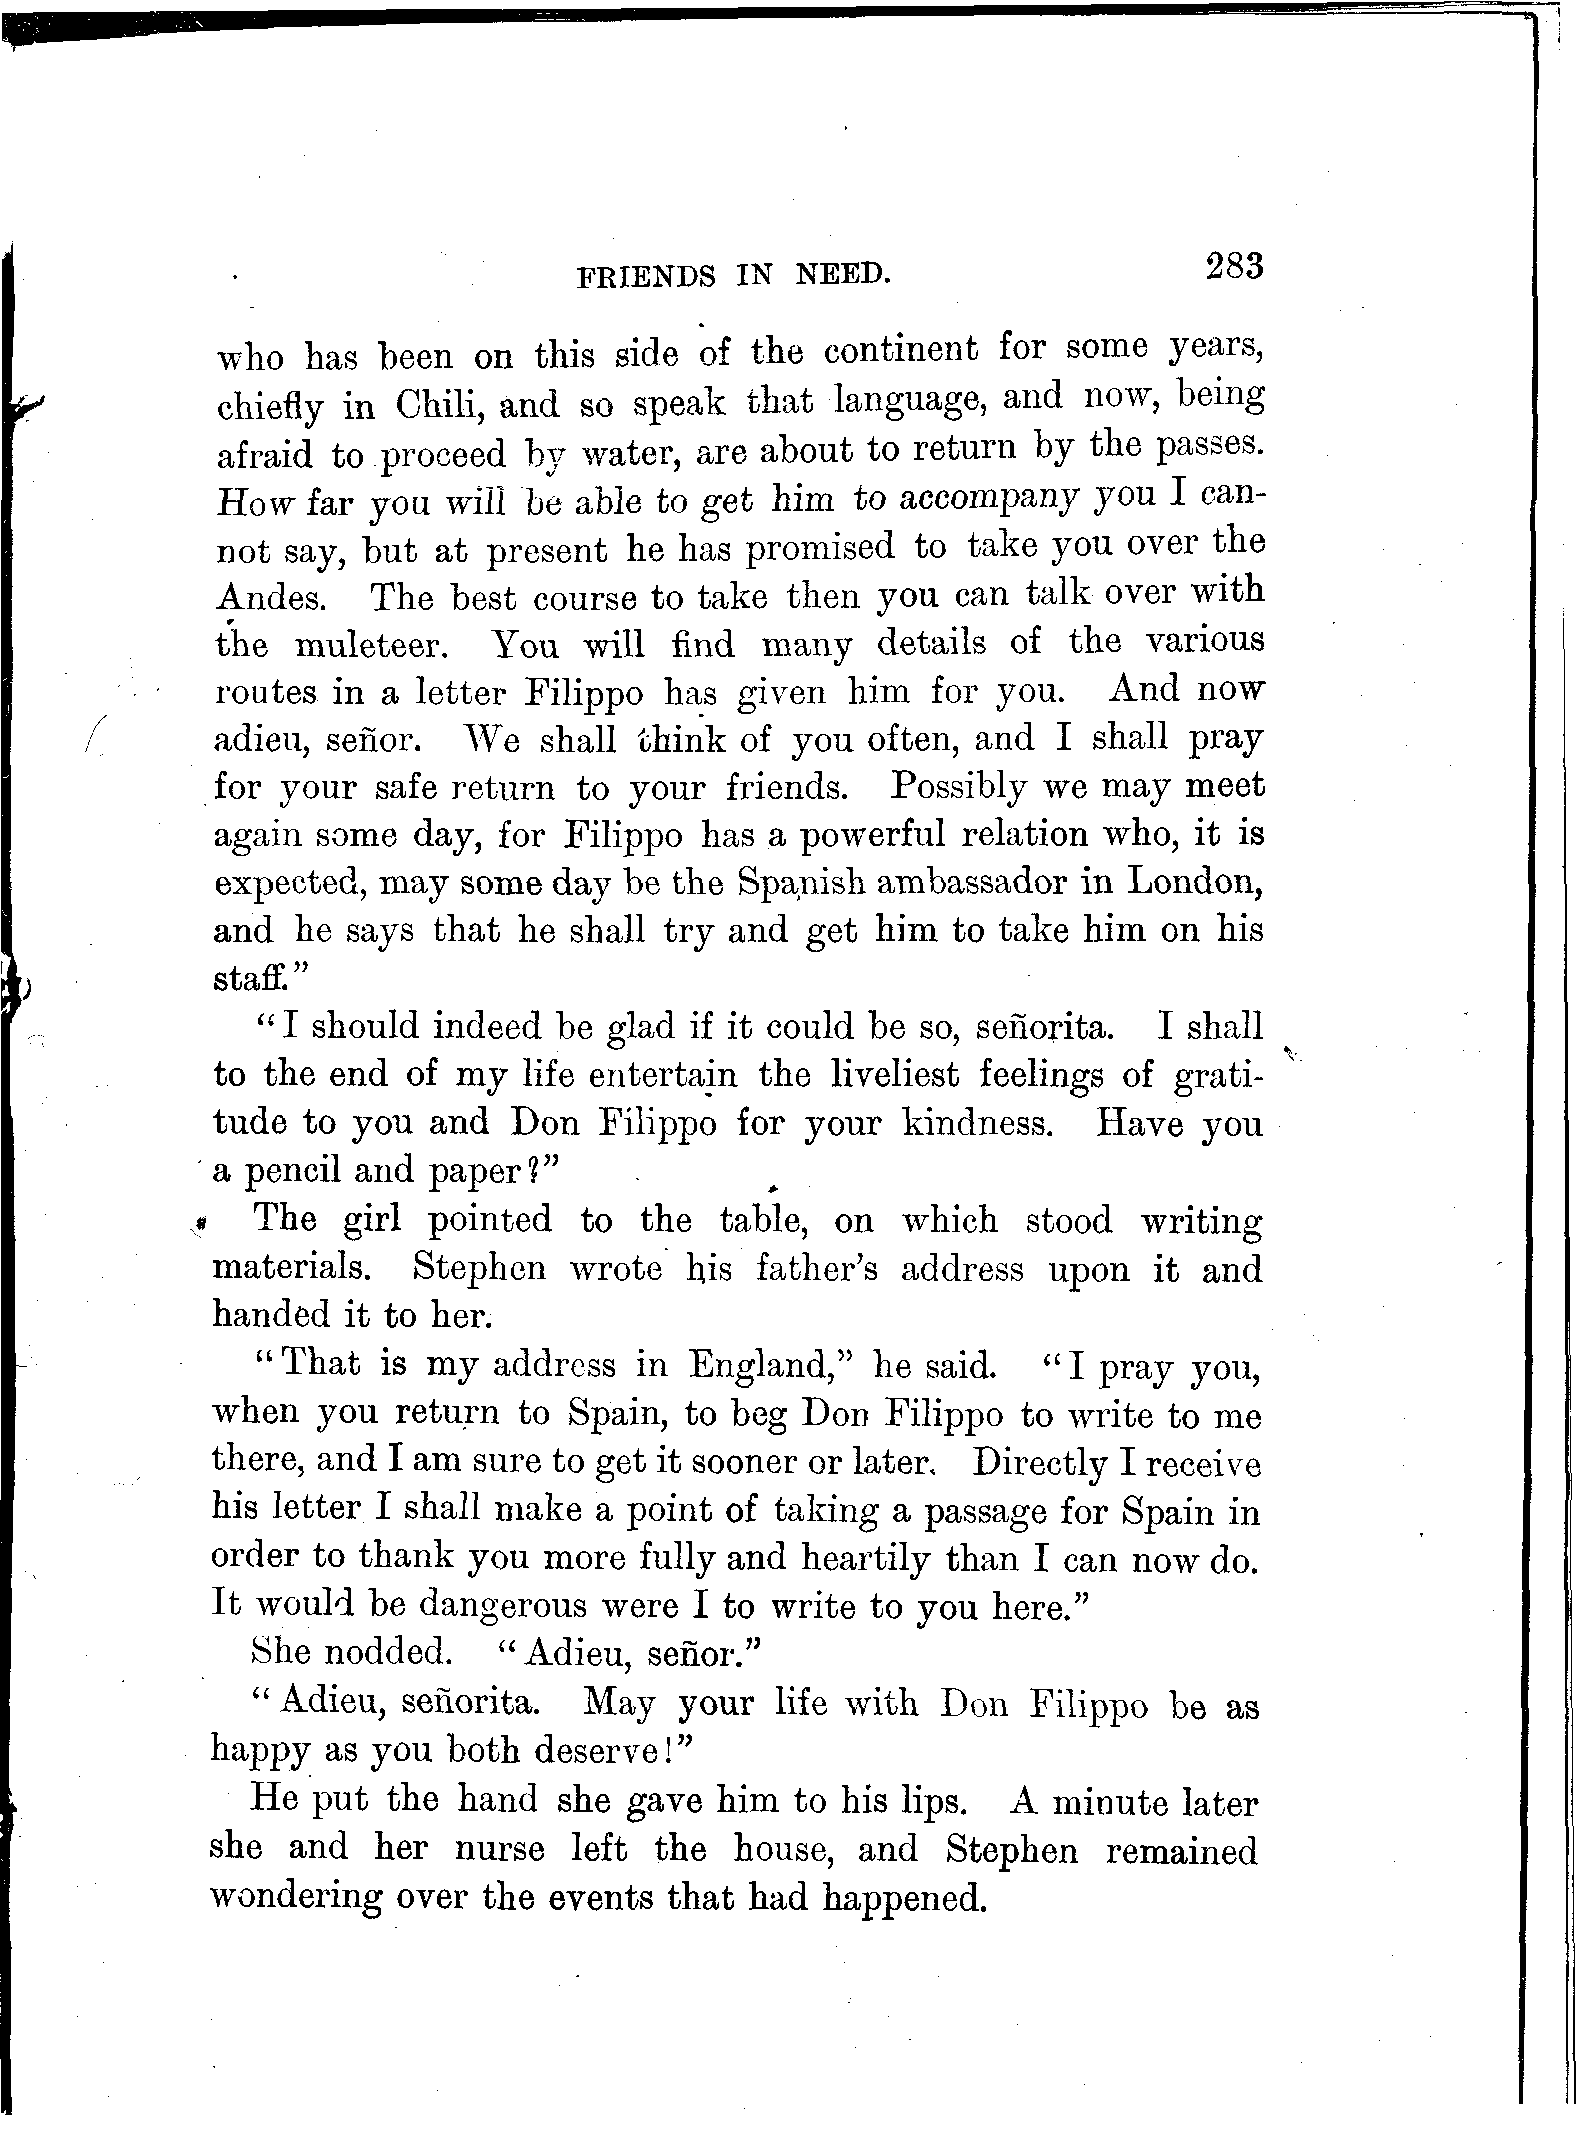 FRIENDS IN NEED. 283
who has been on this side of the continent for some years,
chiefly in Chili, and so speak that language, and now, being
afraid to proceed by water, are about to return by the passes.
How far you will be able to get him to accompany you I can-
not say, but at present he has promised to take you over the
Andes. The best course to take then you can talk over with
the muleteer. You will find many details of the various
routes in a letter Filippo has given him for you. And now
adieu, señor. We shall think of you often, and I shall pray
for your safe return to your friends. Possibly we may meet
again some day, for Filippo has a powerful relation who, it is
expected, may some day be the Spanish ambassador in London,
and he says that he shall try and get him to take him on his
staff."
"I should indeed be glad if it could be so, señorita. I shall
to the end of my life entertain the liveliest feelings of grati-
tude to you and Don Filippo for your kindness. Have you
a pencil and paper?"
The girl pointed to the table, on which stood writing
materials. Stephen wrote his father's address upon it and
handed it to her.
"That is my address in England," he said. "I pray you,
when you return to Spain, to beg Don Filippo to write to me
there, and I am sure to get it sooner or later. Directly I receive
his letter I shall make a point of taking a passage for Spain in
order to thank you more fully and heartily than I can now do.
It would be dangerous were I to write to you here."
She nodded. "Adieu, señor."
"Adieu, señorita. May your life with Don Filippo be as
happy as you both deserve!"
He put the hand she gave him to his lips. A minute later
she and her nurse left the house, and Stephen remained
wondering over the events that had happened.